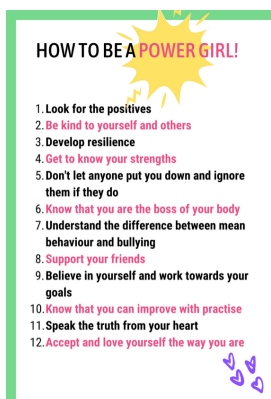 HOW TO BE A POWER GIRL!
1. Look for the positives
2. Be kind to yourself and others
3. Develop resilience
4. Get to know your strengths
5. Don't let anyone put you down and ignore
them if they do
6. Know that you are the boss of your body
7. Understand the difference between mean
behaviour and bullying
8. Support your friends
9. Believe in yourself and work towards your
goals
10. Know that you can improve with practise
11. Speak the truth from your heart
12. Accept and love yourself the way you are